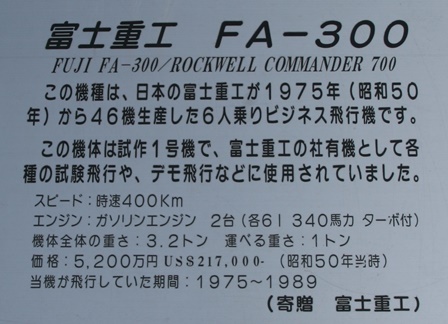 富士重工 FA-300
FUJI FA-300/ROCKWELL COMMANDER 700
この機種は、日本の富士重工が1975年（昭和50
年）から46機生産した6人乗りビジネス飛行機です。
この機体は試作1号機で、富士重工の社有機として各
種の試験飛行や、デモ飛行などに使用されていました。
スピード：時速400Km
エンジン：ガソリンエンジン 2台（各61 340馬力 ターボ付）
機体全体の重さ：3.2トン 運べる重さ：1トン
価格：5,200万円 US$217,000-（昭和50年当時）
当機が飛行していた期間：1975～1989
（寄贈 富士重工）